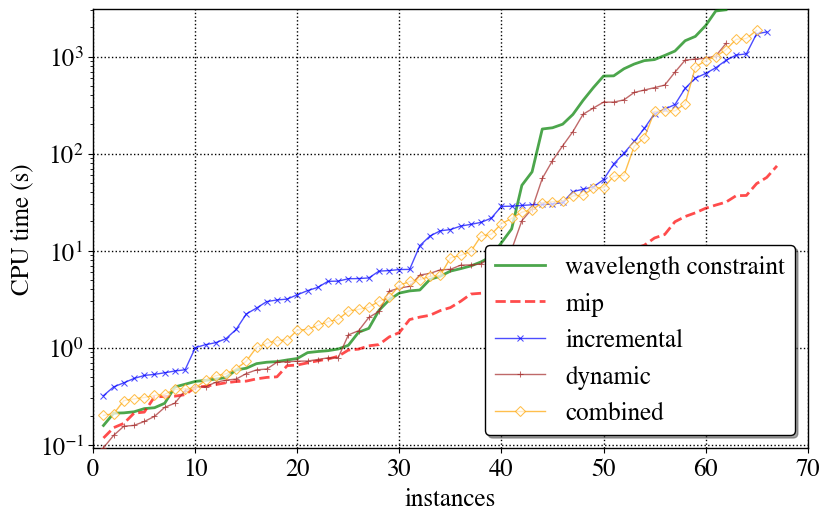 CPU time (s)
10³
10²
10¹
10⁰
10⁻¹
0 10 20 30 40 50 60 70
instances
wavelength constraint
mip
incremental
dynamic
combined